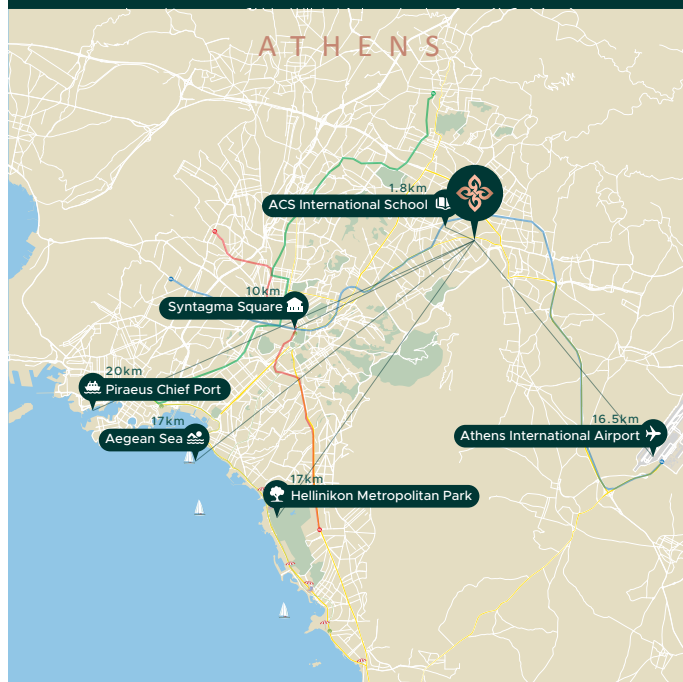 ATHENS
1.8km
ACS International School
10km
Syntagma Square
20km
Piraeus Chief Port
17km
Aegean Sea
16.5km
Athens International Airport
17km
Hellinikon Metropolitan Park